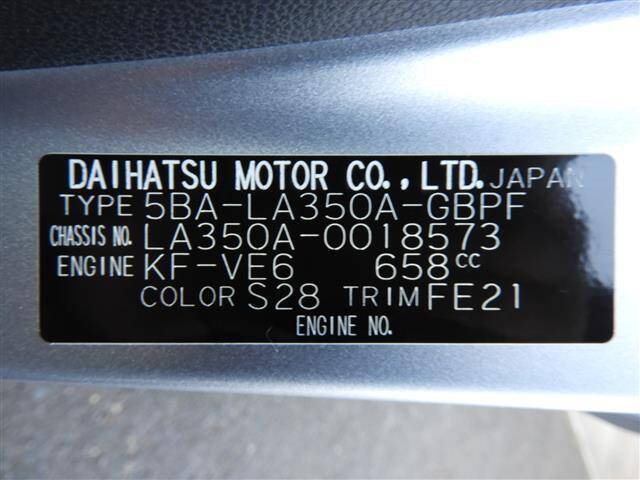 DAIHATSU MOTOR CO., LTD. JAPAN
TYPE 5BA-LA350A-GBPF
CHASSIS NO. LA350A-0018573
ENGINE KF-VE6 658cc
COLOR S28 TRIM FE21
ENGINE NO.